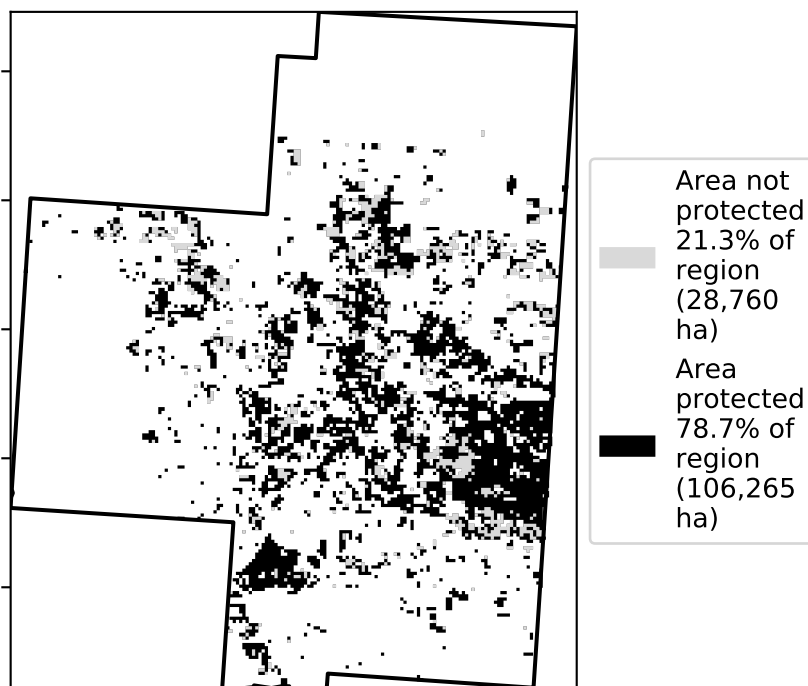 Area not
protected
21.3% of
region
(28,760
ha)
Area
protected
78.7% of
region
(106,265
ha)